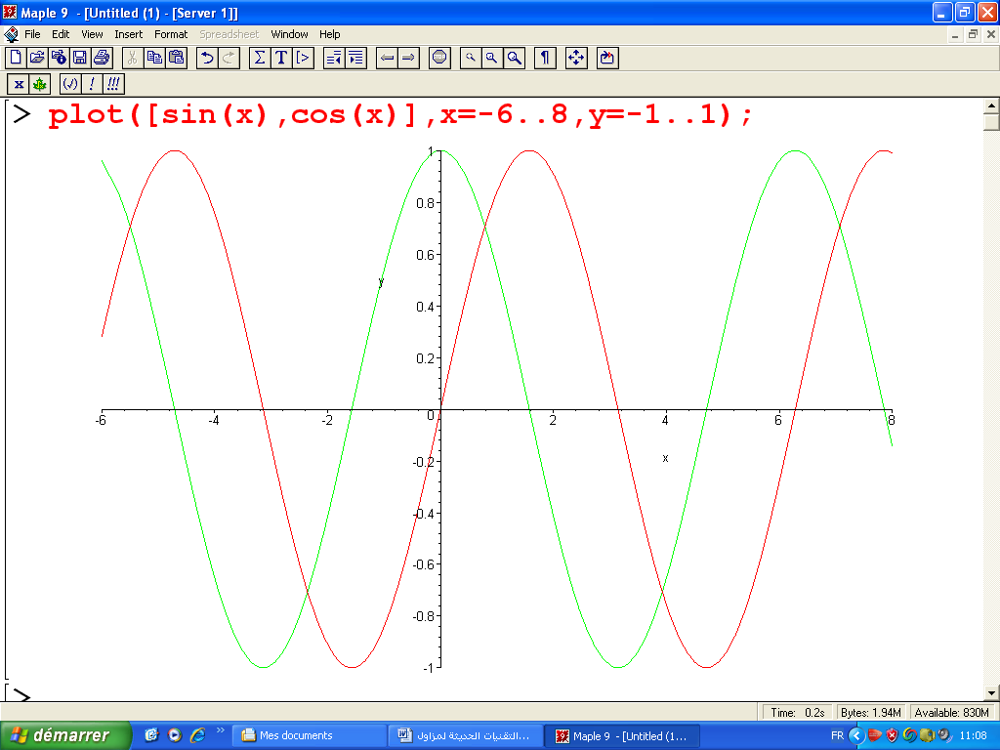 Maple 9 - [Untitled (1) - [Server 1]]
File Edit View Insert Format Spreadsheet Window Help
> plot([sin(x),cos(x)],x=-6..8,y=-1..1);
1
0.8
0.6
y
0.4
0.2
-6 -4 -2 0 2 4 6 8
x
-0.2
-0.4
-0.6
-0.8
-1
>
Time: 0.2s Bytes: 1.94M Available: 830M
démarrer Mes documents التقنيات الحديثة لمزاول... Maple 9 - [Untitled (1... FR 11:08